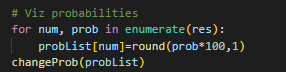 # Viz probabilities
for num, prob in enumerate(res):
    probList[num]=round(prob*100,1)
changeProb(probList)